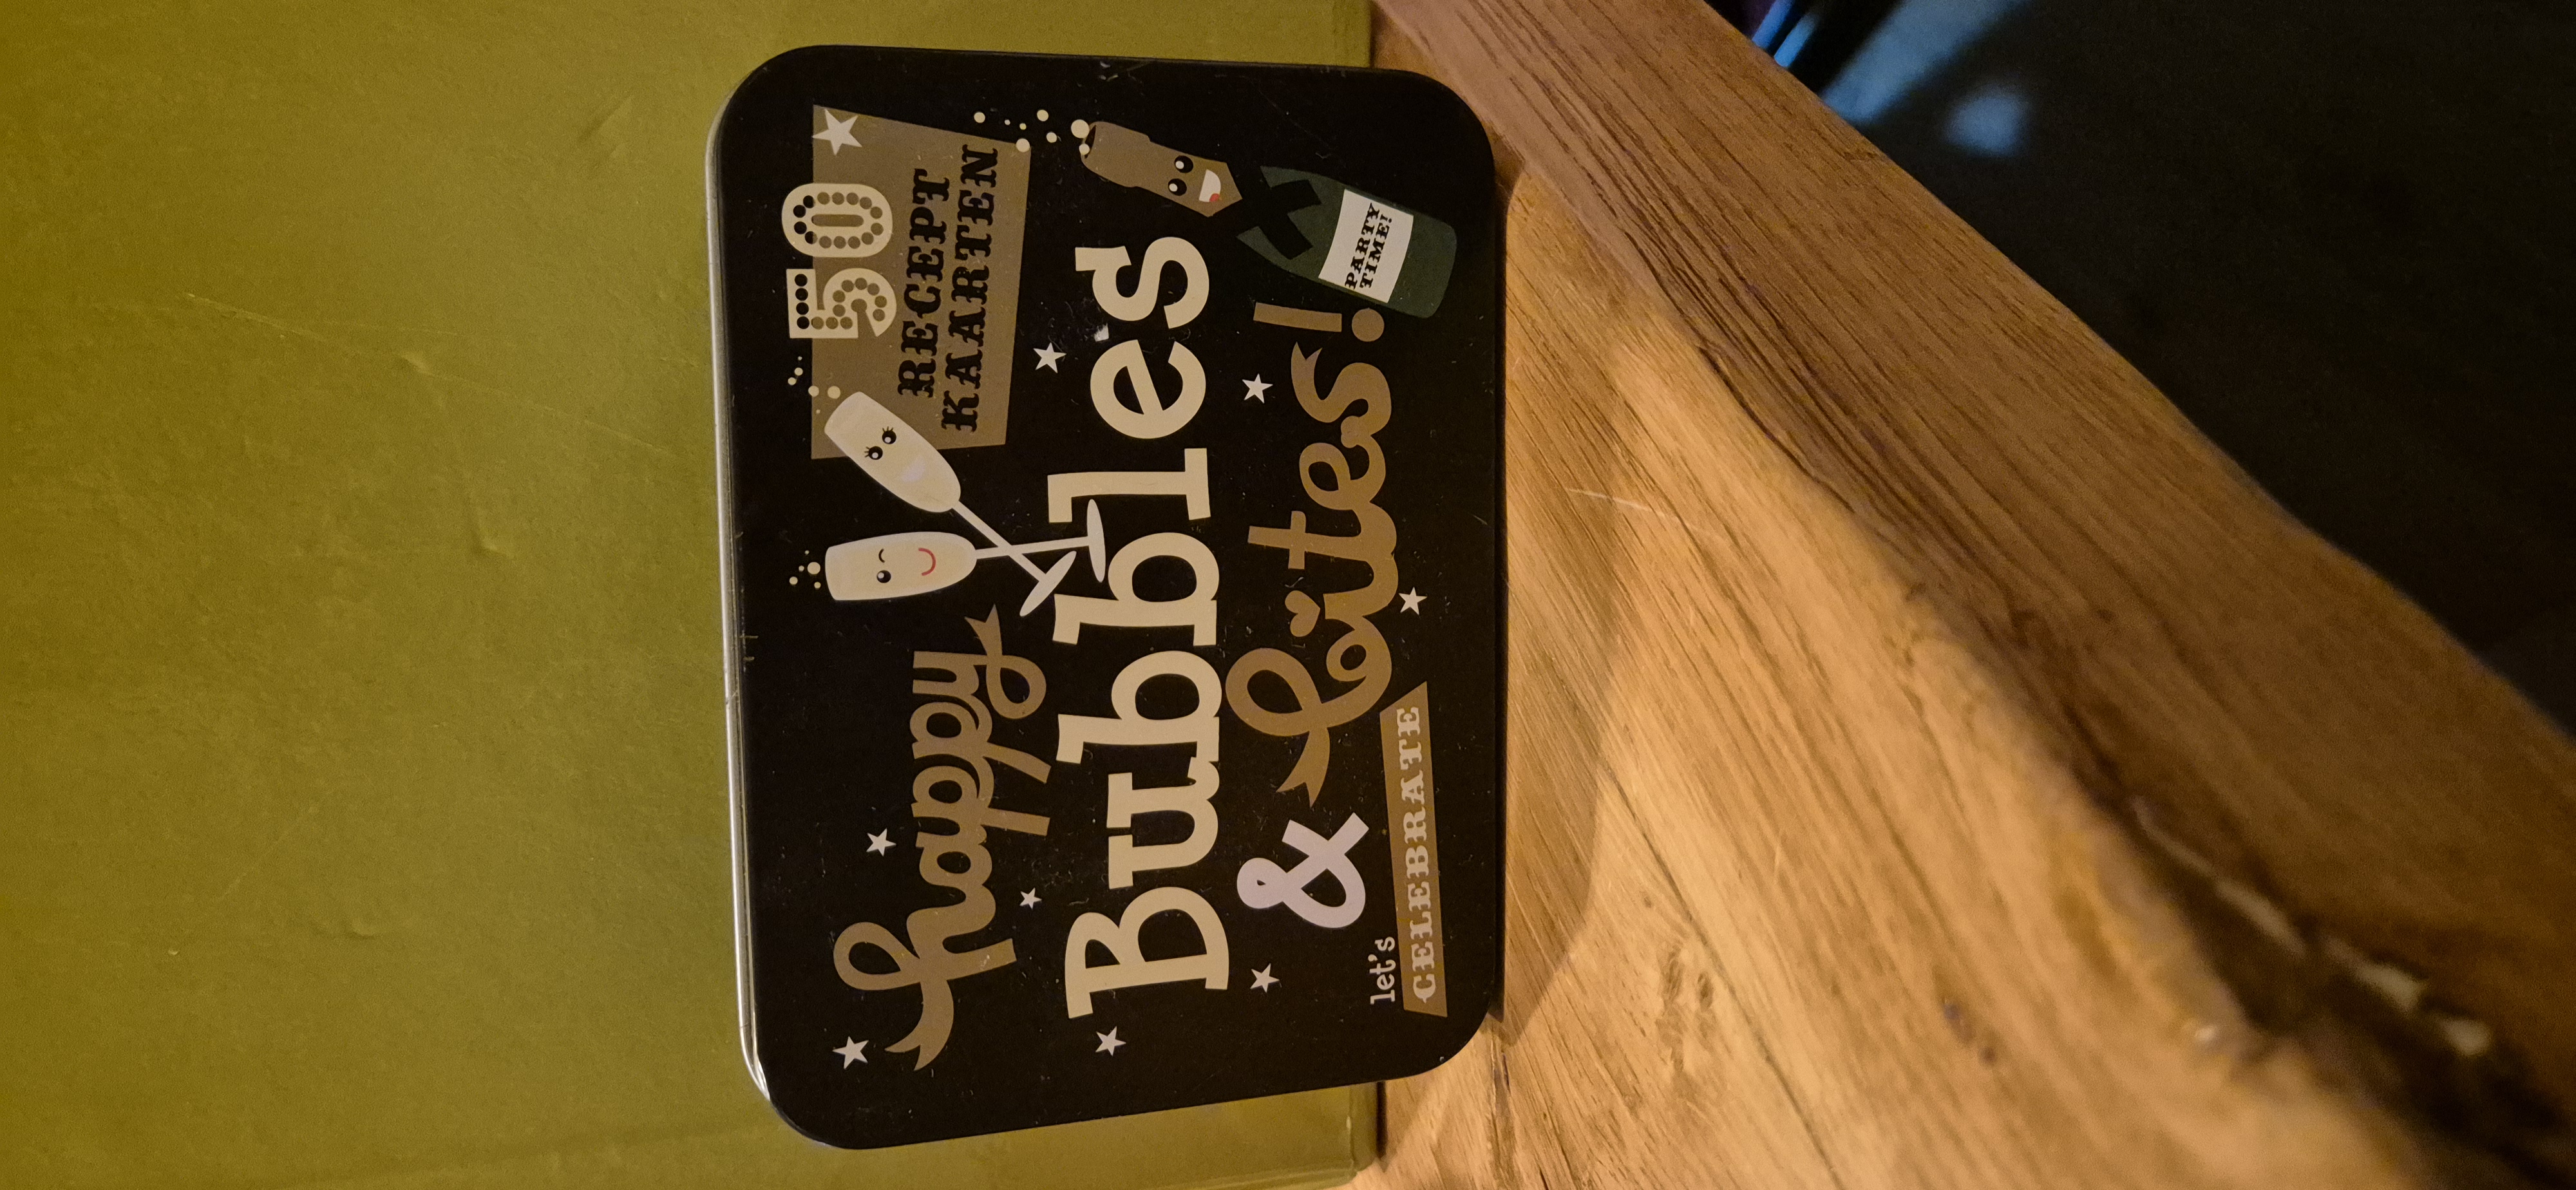 50
RECEPT
KAARTEN
happy
Bubbles
& bites!
let's
CELEBRATE
PARTY
TIME!